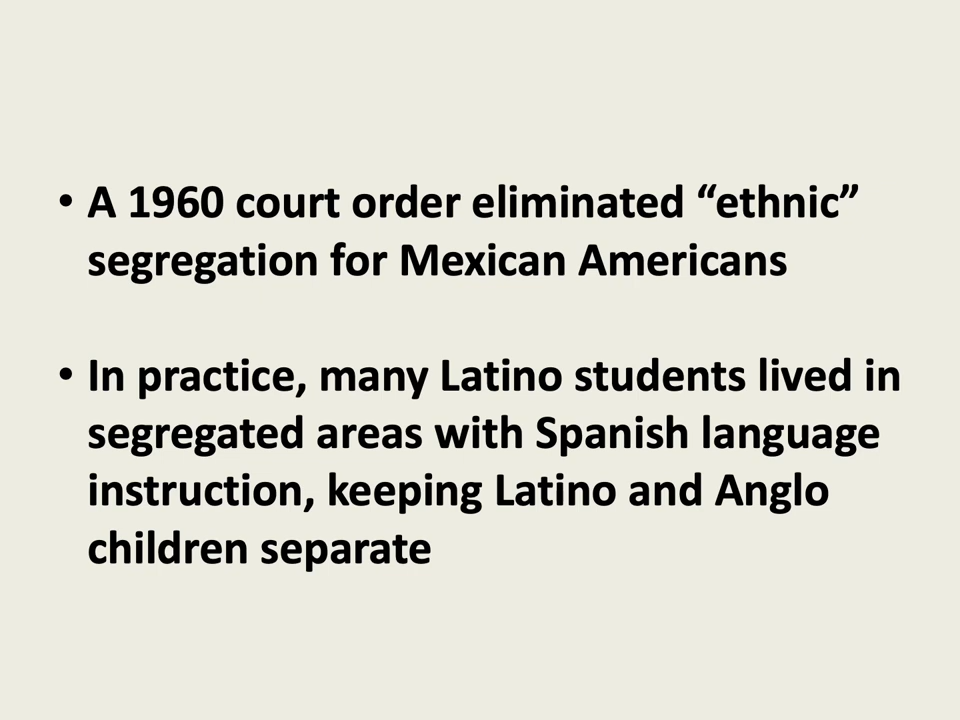 • A 1960 court order eliminated “ethnic”
segregation for Mexican Americans
• In practice, many Latino students lived in
segregated areas with Spanish language
instruction, keeping Latino and Anglo
children separate